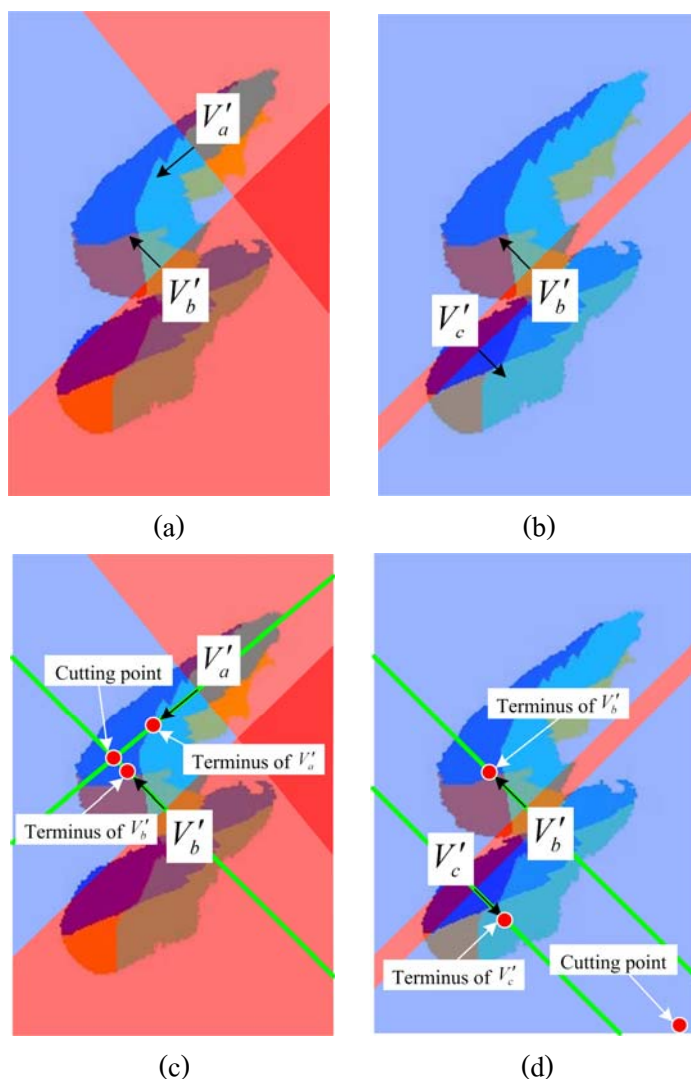 V'a
V'b
V'b
V'c
(a)
(b)
V'a
Cutting point
Terminus of V'a
Terminus of V'b
V'b
Terminus of V'b
V'b
V'c
Terminus of V'c
Cutting point
(c)
(d)